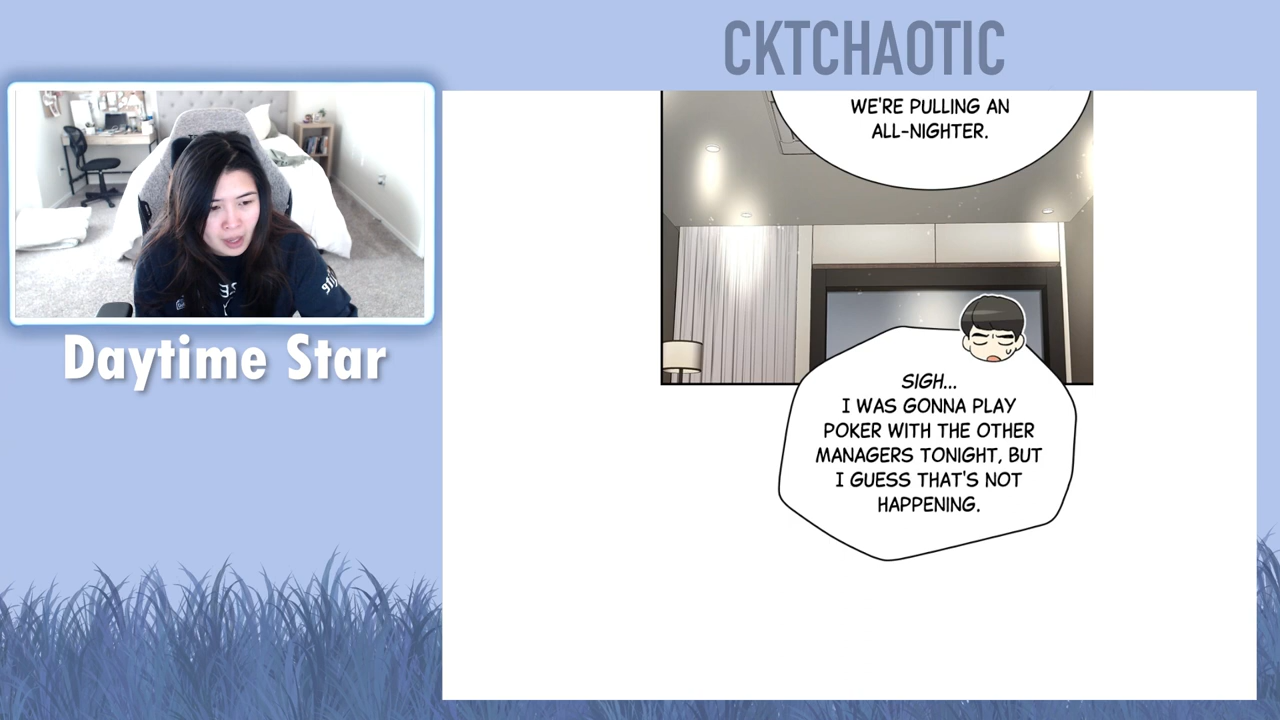 CKTCHAOTIC
Daytime Star
WE'RE PULLING AN
ALL-NIGHTER.
SIGH...
I WAS GONNA PLAY
POKER WITH THE OTHER
MANAGERS TONIGHT, BUT
I GUESS THAT'S NOT
HAPPENING.